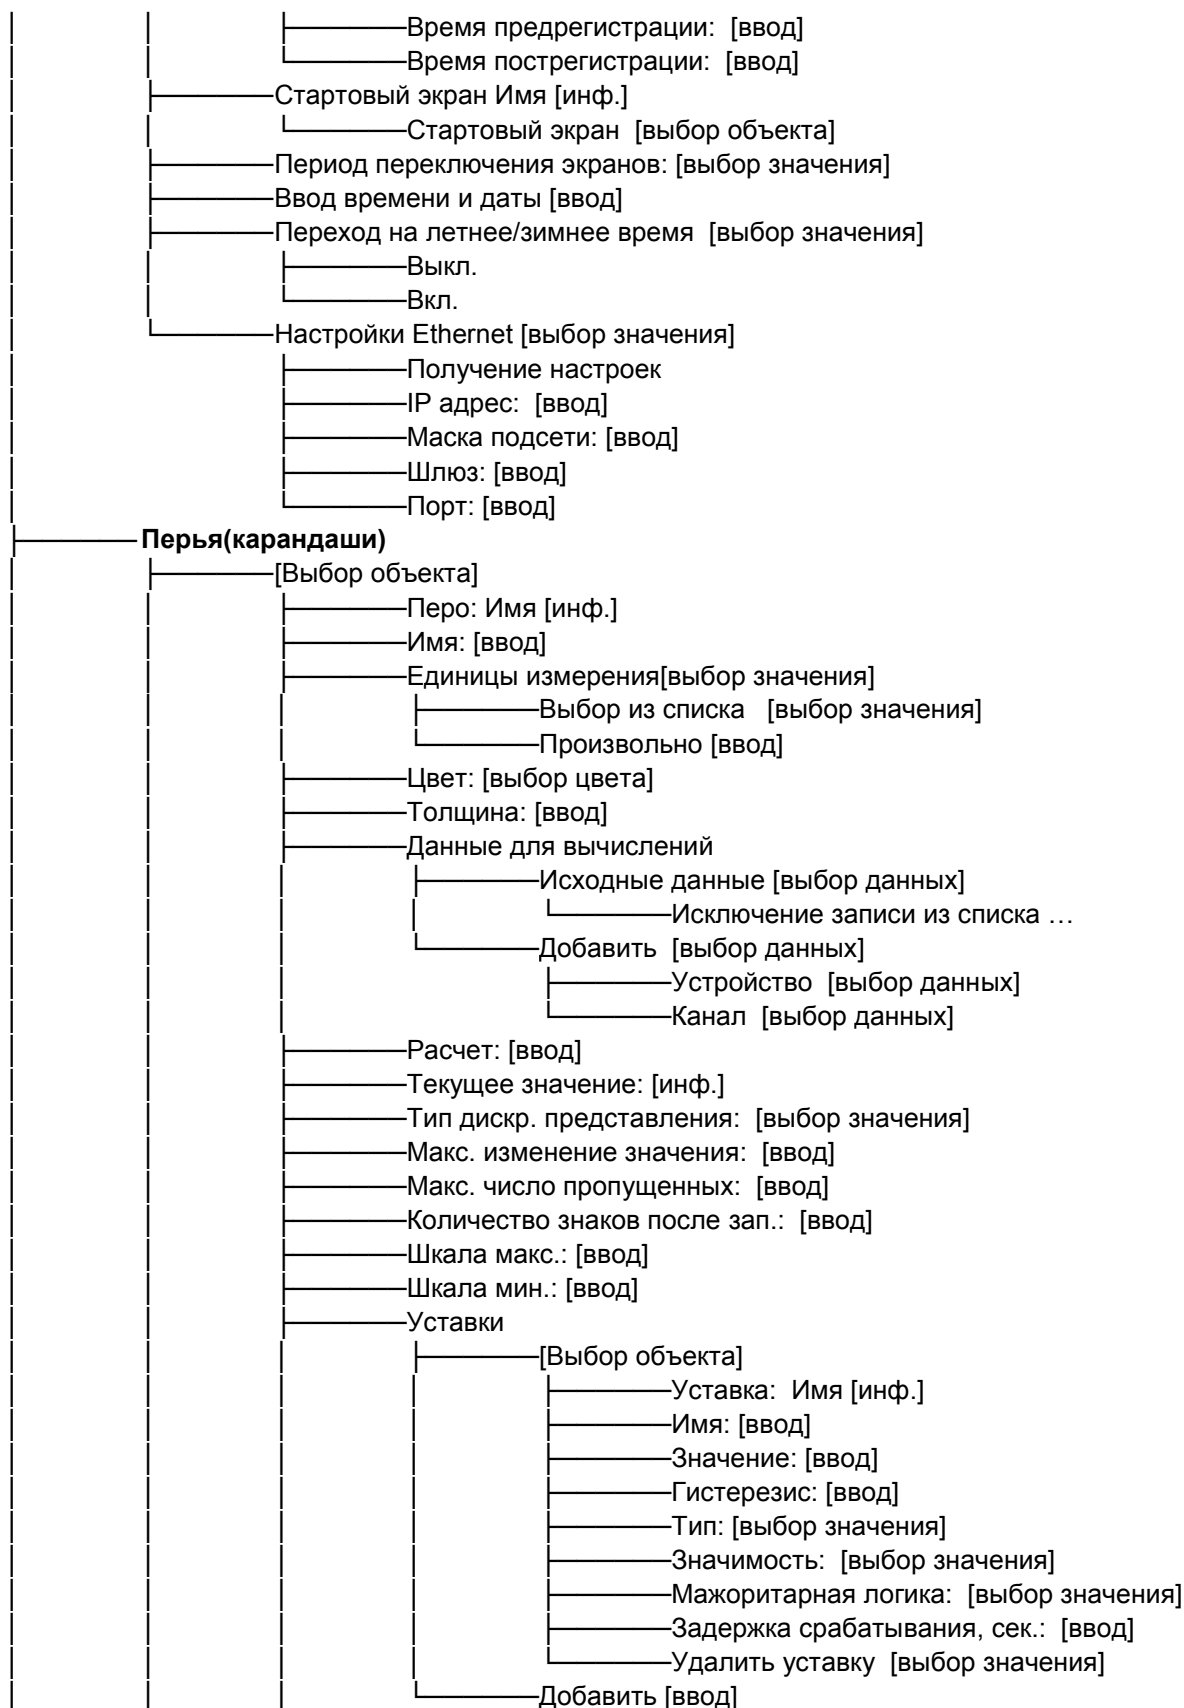 Время предрегистрации: [ввод]
Время пострегистрации: [ввод]
Стартовый экран Имя [инф.]
Стартовый экран [выбор объекта]
Период переключения экранов: [выбор значения]
Ввод времени и даты [ввод]
Переход на летнее/зимнее время [выбор значения]
Выкл.
Вкл.
Настройки Ethernet [выбор значения]
Получение настроек
IP адрес: [ввод]
Маска подсети: [ввод]
Шлюз: [ввод]
Порт: [ввод]
Перья(карандаши)
[Выбор объекта]
Перо: Имя [инф.]
Имя: [ввод]
Единицы измерения[выбор значения]
Выбор из списка [выбор значения]
Произвольно [ввод]
Цвет: [выбор цвета]
Толщина: [ввод]
Данные для вычислений
Исходные данные [выбор данных]
Исключение записи из списка …
Добавить [выбор данных]
Устройство [выбор данных]
Канал [выбор данных]
Расчет: [ввод]
Текущее значение: [инф.]
Тип дискр. представления: [выбор значения]
Макс. изменение значения: [ввод]
Макс. число пропущенных: [ввод]
Количество знаков после зап.: [ввод]
Шкала макс.: [ввод]
Шкала мин.: [ввод]
Уставки
[Выбор объекта]
Уставка: Имя [инф.]
Имя: [ввод]
Значение: [ввод]
Гистерезис: [ввод]
Тип: [выбор значения]
Значимость: [выбор значения]
Мажоритарная логика: [выбор значения]
Задержка срабатывания, сек.: [ввод]
Удалить уставку [выбор значения]
Добавить [ввод]